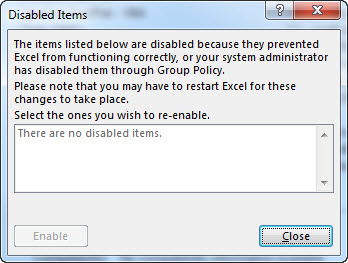 Disabled Items
The items listed below are disabled because they prevented
Excel from functioning correctly, or your system administrator
has disabled them through Group Policy.
Please note that you may have to restart Excel for these
changes to take place.
Select the ones you wish to re-enable.
There are no disabled items.
Enable
Close